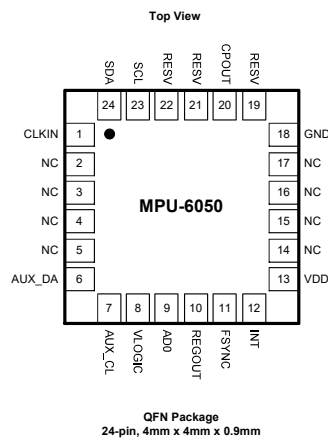 Top View
SDA SCL RESV RESV CPOUT RESV
24 23 22 21 20 19
CLKIN 1 18 GND
NC 2 17 NC
NC 3 16 NC
MPU-6050
NC 4 15 NC
NC 5 14 NC
AUX_DA 6 13 VDD
7 8 9 10 11 12
AUX_CL VLOGIC AD0 REGOUT FSYNC INT
QFN Package
24-pin, 4mm x 4mm x 0.9mm